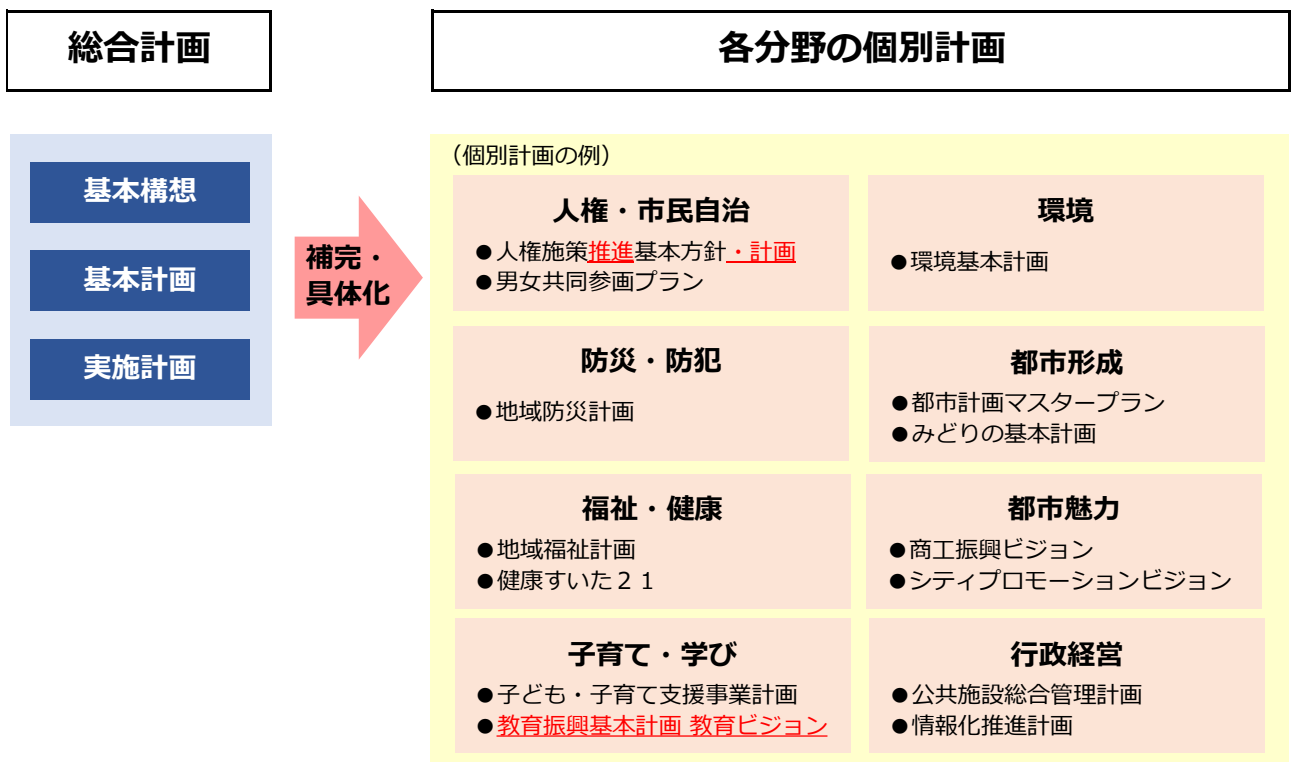 総合計画
各分野の個別計画
基本構想
基本計画
実施計画
補完・
具体化
（個別計画の例）
人権・市民自治
●人権施策推進基本方針・計画
●男女共同参画プラン
環境
●環境基本計画
防災・防犯
●地域防災計画
都市形成
●都市計画マスタープラン
●みどりの基本計画
福祉・健康
●地域福祉計画
●健康すいた２１
都市魅力
●商工振興ビジョン
●シティプロモーションビジョン
子育て・学び
●子ども・子育て支援事業計画
●教育振興基本計画 教育ビジョン
行政経営
●公共施設総合管理計画
●情報化推進計画